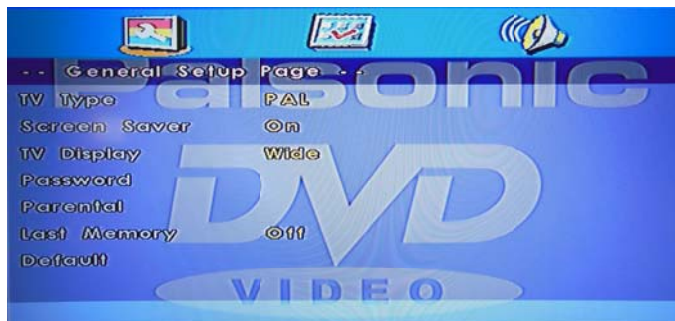 -- General Setup Page --
Palsonic
TV Type PAL
Screen Saver On
TV Display Wide
Password
Parental
Last Memory Off
Default
DVD
VIDEO